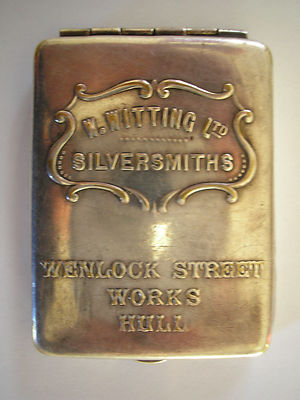 W. WITTING LTD
SILVERSMITHS
WENLOCK STREET
WORKS
HULL